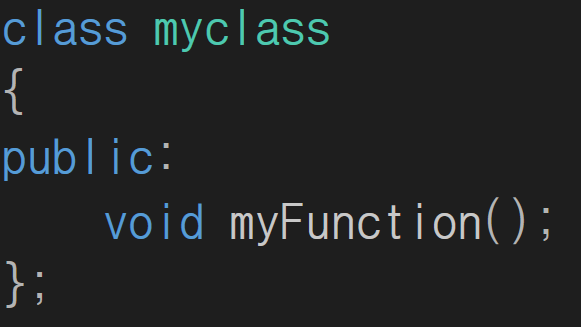 class myclass
{
public:
    void myFunction();
};